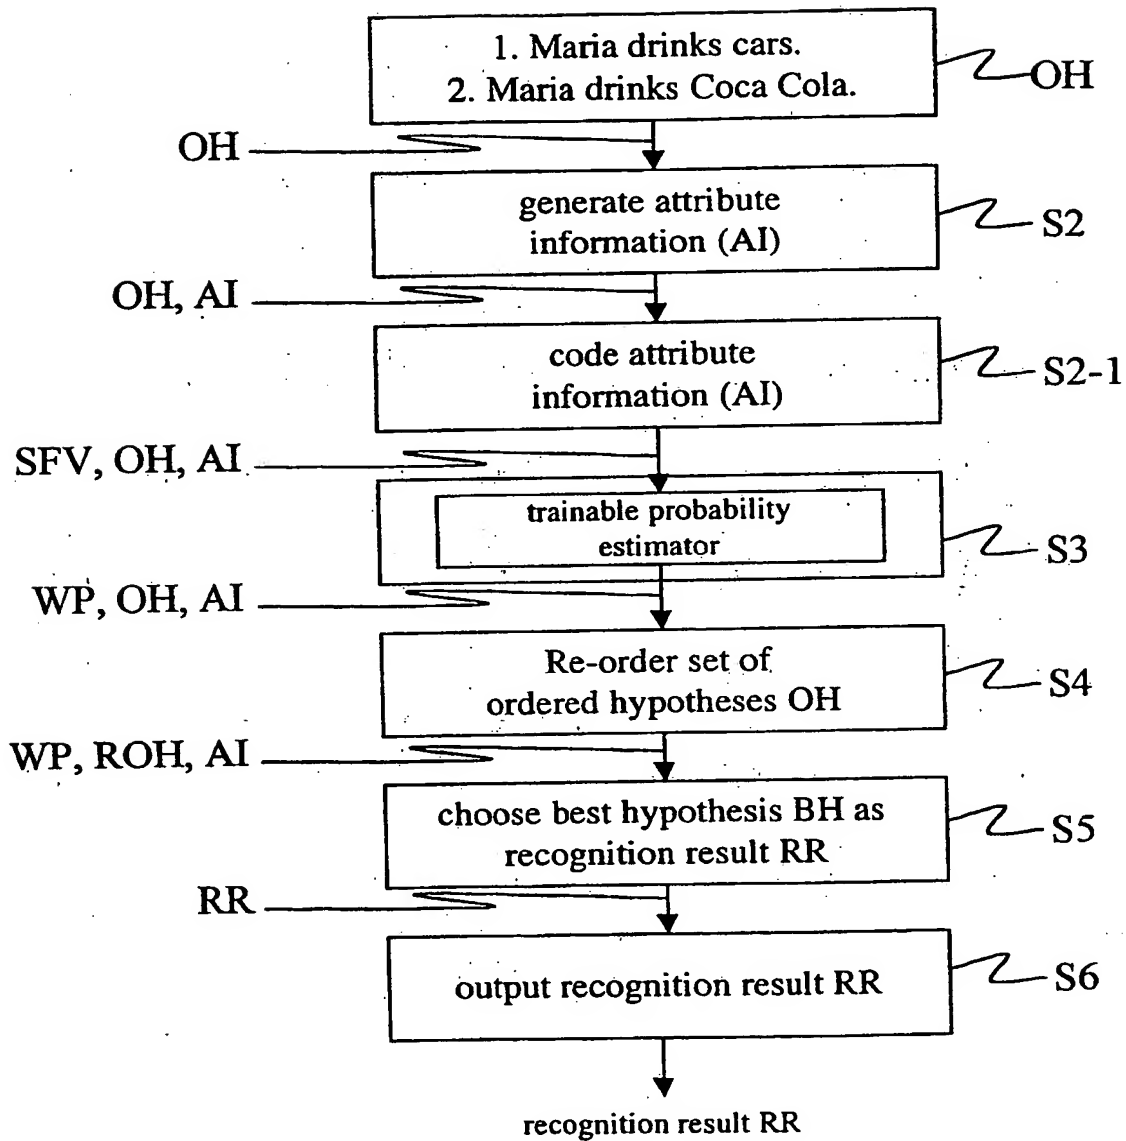 1. Maria drinks cars.
2. Maria drinks Coca Cola.
OH
OH
generate attribute
information (AI)
S2
OH, AI
code attribute
information (AI)
S2-1
SFV, OH, AI
trainable probability
estimator
S3
WP, OH, AI
Re-order set of
ordered hypotheses OH
S4
WP, ROH, AI
choose best hypothesis BH as
recognition result RR
S5
RR
output recognition result RR
S6
recognition result RR